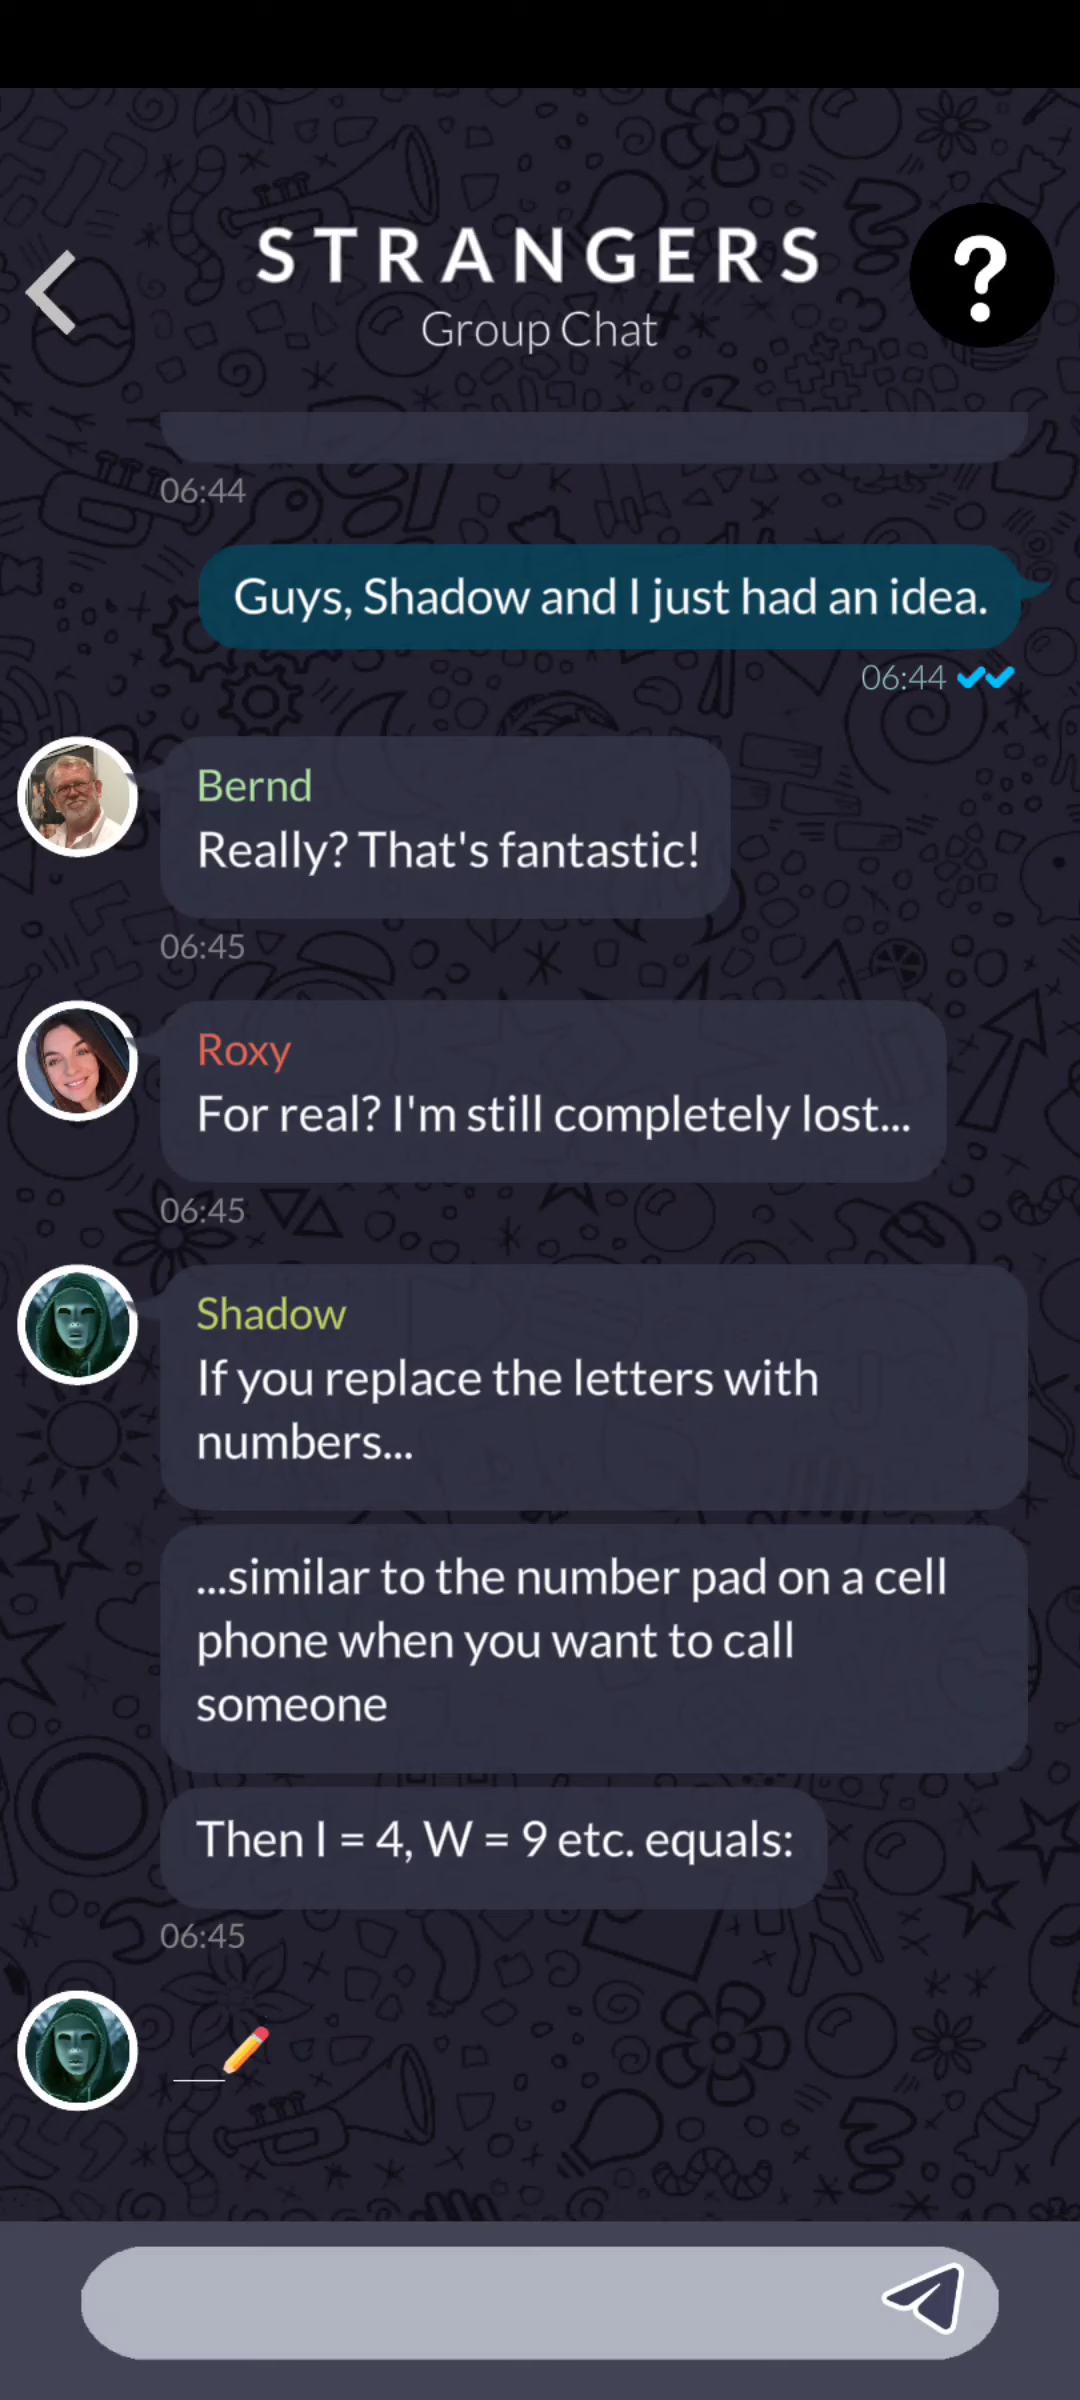 STRANGERS
Group Chat
06:44
Guys, Shadow and I just had an idea.
06:44
Bernd
Really? That's fantastic!
06:45
Roxy
For real? I'm still completely lost...
06:45
Shadow
If you replace the letters with
numbers...
...similar to the number pad on a cell
phone when you want to call
someone
Then I = 4, W = 9 etc. equals:
06:45